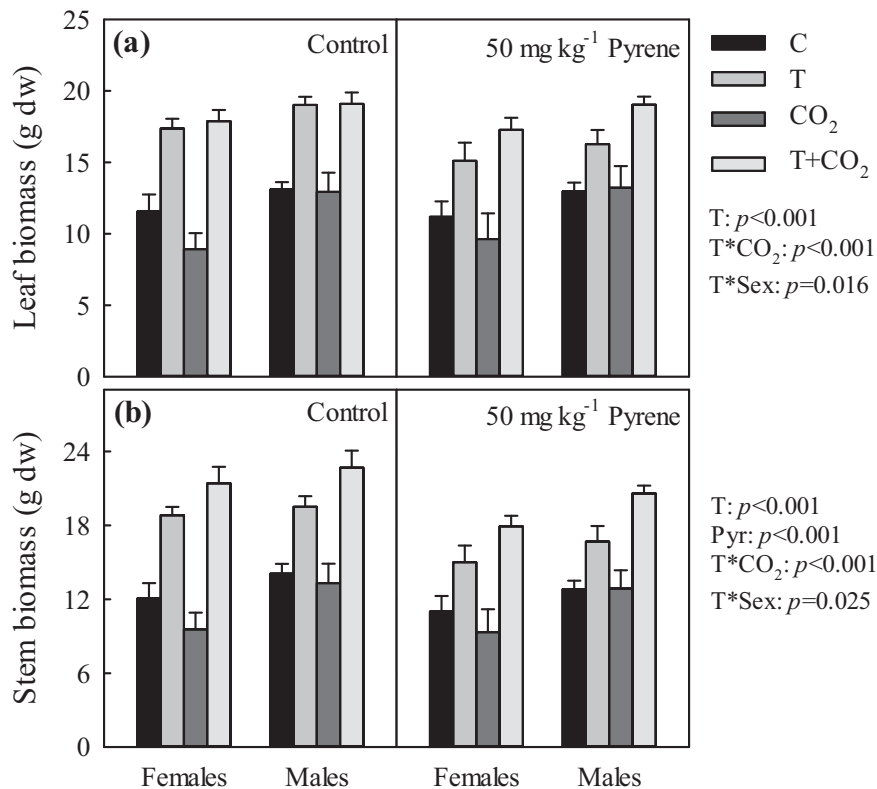 (a)
Control
50 mg kg⁻¹ Pyrene
Leaf biomass (g dw)
25
20
15
10
5
0
C
T
CO₂
T+CO₂
T: p<0.001
T*CO₂: p<0.001
T*Sex: p=0.016
(b)
Control
50 mg kg⁻¹ Pyrene
Stem biomass (g dw)
24
18
12
6
0
T: p<0.001
Pyr: p<0.001
T*CO₂: p<0.001
T*Sex: p=0.025
Females Males Females Males